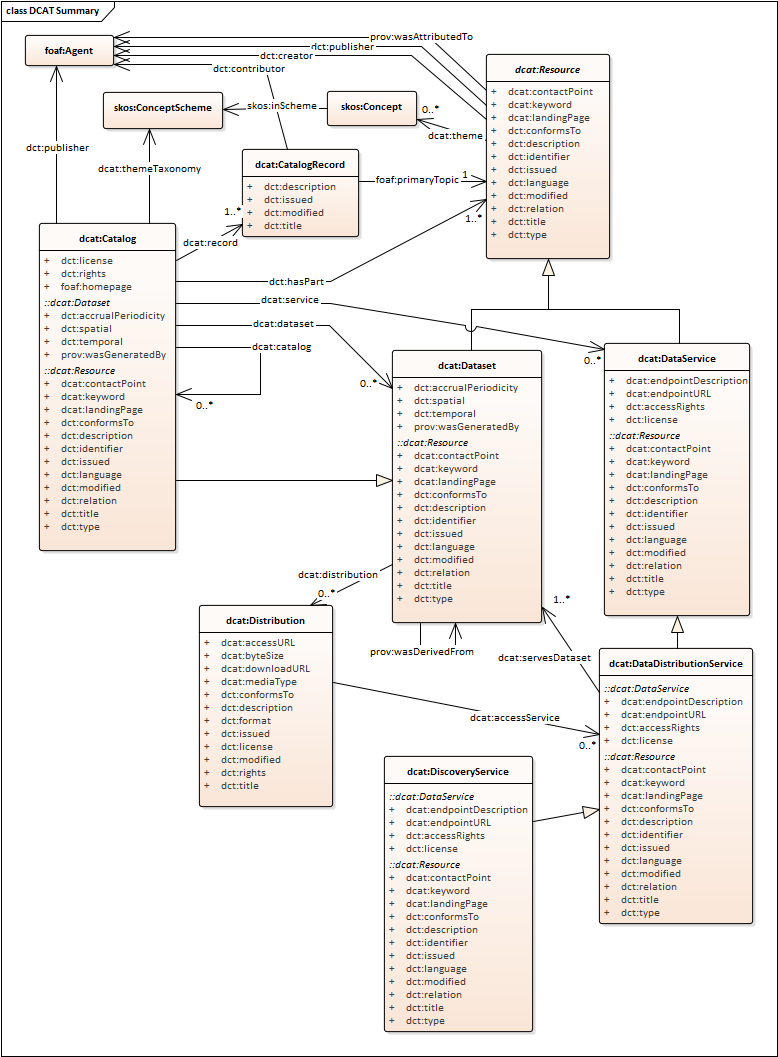 class DCAT Summary
foaf:Agent
prov:wasAttributedTo
dct:publisher
dct:creator
dct:contributor
dcat:Resource
+ dcat:contactPoint
+ dcat:keyword
+ dcat:landingPage
+ dct:conformsTo
+ dct:description
+ dct:identifier
+ dct:issued
+ dct:language
+ dct:modified
+ dct:relation
+ dct:title
+ dct:type
skos:ConceptScheme
skos:inScheme
skos:Concept
0..*
dcat:theme
dct:publisher
dcat:themeTaxonomy
dcat:CatalogRecord
+ dct:description
+ dct:issued
+ dct:modified
+ dct:title
foaf:primaryTopic
1
1..*
1..*
dcat:record
dct:hasPart
dcat:service
dcat:dataset
dcat:catalog
0..*
0..*
0..*
dcat:Catalog
+ dct:license
+ dct:rights
+ foaf:homepage
::dcat:Dataset
+ dct:accrualPeriodicity
+ dct:spatial
+ dct:temporal
+ prov:wasGeneratedBy
::dcat:Resource
+ dcat:contactPoint
+ dcat:keyword
+ dcat:landingPage
+ dct:conformsTo
+ dct:description
+ dct:identifier
+ dct:issued
+ dct:language
+ dct:modified
+ dct:relation
+ dct:title
+ dct:type
dcat:Dataset
+ dct:accrualPeriodicity
+ dct:spatial
+ dct:temporal
+ prov:wasGeneratedBy
::dcat:Resource
+ dcat:contactPoint
+ dcat:keyword
+ dcat:landingPage
+ dct:conformsTo
+ dct:description
+ dct:identifier
+ dct:issued
+ dct:language
+ dct:modified
+ dct:relation
+ dct:title
+ dct:type
dcat:DataService
+ dcat:endpointDescription
+ dcat:endpointURL
+ dct:accessRights
+ dct:license
::dcat:Resource
+ dcat:contactPoint
+ dcat:keyword
+ dcat:landingPage
+ dct:conformsTo
+ dct:description
+ dct:identifier
+ dct:issued
+ dct:language
+ dct:modified
+ dct:relation
+ dct:title
+ dct:type
dcat:distribution
0..*
1..*
prov:wasDerivedFrom
dcat:servesDataset
dcat:Distribution
+ dcat:accessURL
+ dcat:byteSize
+ dcat:downloadURL
+ dcat:mediaType
+ dct:conformsTo
+ dct:description
+ dct:format
+ dct:issued
+ dct:license
+ dct:modified
+ dct:rights
+ dct:title
dcat:accessService
0..*
dcat:DataDistributionService
::dcat:DataService
+ dcat:endpointDescription
+ dcat:endpointURL
+ dct:accessRights
+ dct:license
::dcat:Resource
+ dcat:contactPoint
+ dcat:keyword
+ dcat:landingPage
+ dct:conformsTo
+ dct:description
+ dct:identifier
+ dct:issued
+ dct:language
+ dct:modified
+ dct:relation
+ dct:title
+ dct:type
dcat:DiscoveryService
::dcat:DataService
+ dcat:endpointDescription
+ dcat:endpointURL
+ dct:accessRights
+ dct:license
::dcat:Resource
+ dcat:contactPoint
+ dcat:keyword
+ dcat:landingPage
+ dct:conformsTo
+ dct:description
+ dct:identifier
+ dct:issued
+ dct:language
+ dct:modified
+ dct:relation
+ dct:title
+ dct:type